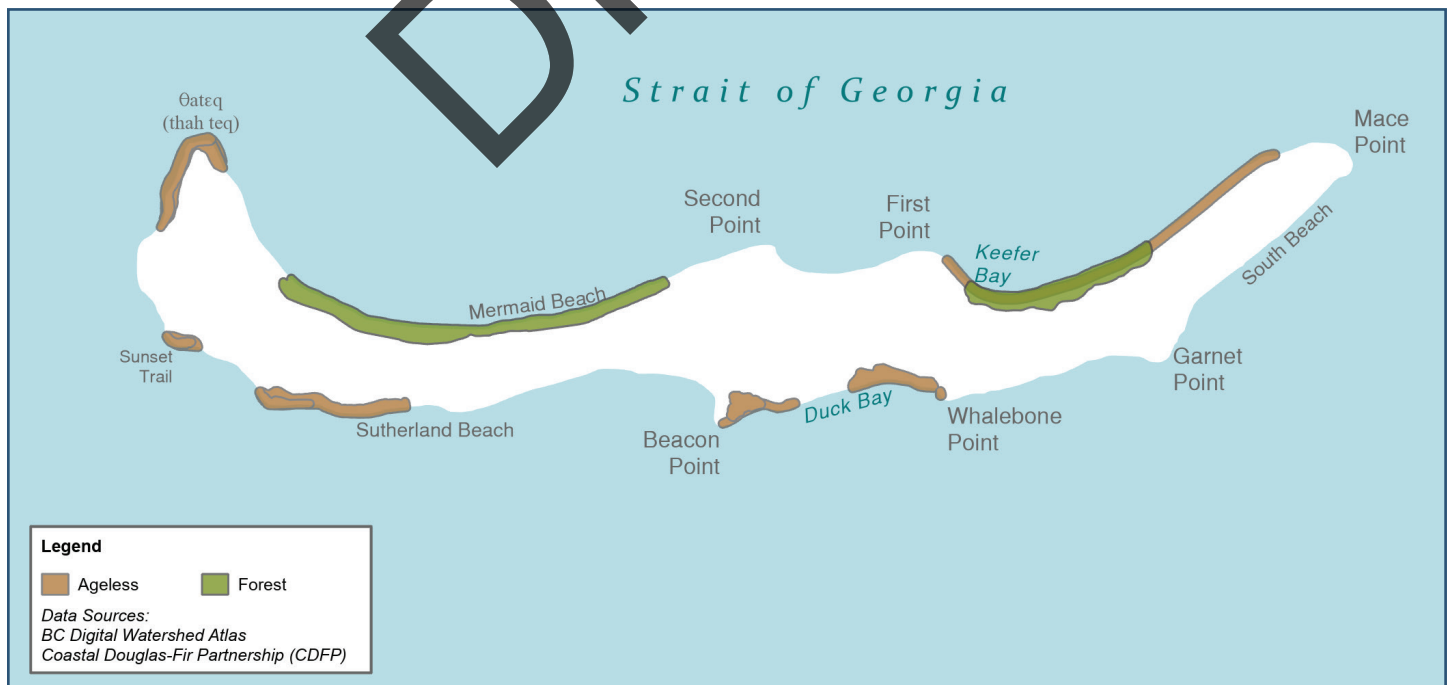 Strait of Georgia
θatεq
(thah teq)
Mace
Point
Second
Point
First
Point
Keefer
Bay
South Beach
Mermaid Beach
Sunset
Trail
Garnet
Point
Duck Bay
Whalebone
Point
Sutherland Beach
Beacon
Point
Legend
Ageless
Forest
Data Sources:
BC Digital Watershed Atlas
Coastal Douglas-Fir Partnership (CDFP)